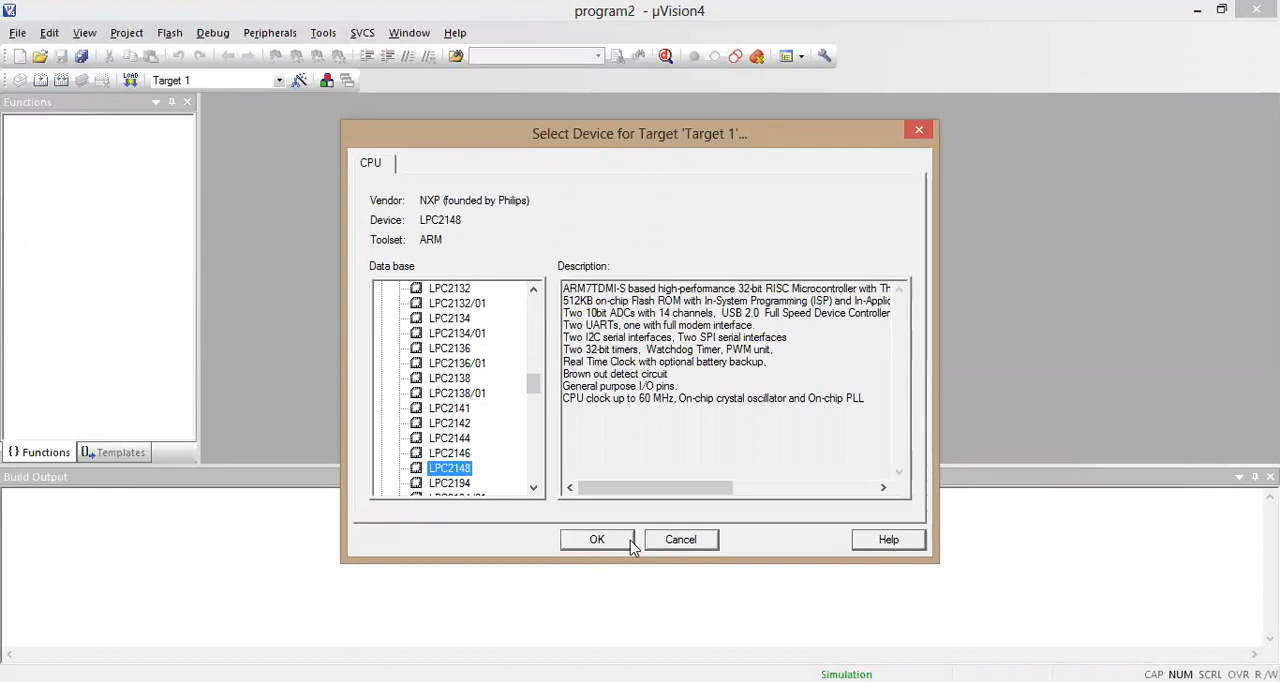 program2 - µVision4
File Edit View Project Flash Debug Peripherals Tools SVCS Window Help
LOAD Target 1
Functions
Select Device for Target 'Target 1'...
CPU
Vendor: NXP (founded by Philips)
Device: LPC2148
Toolset: ARM
Data base
Description:
LPC2132
LPC2132/01
LPC2134
LPC2134/01
LPC2136
LPC2136/01
LPC2138
LPC2138/01
LPC2141
LPC2142
LPC2144
LPC2146
LPC2148
LPC2194
ARM7TDMI-S based high-performance 32-bit RISC Microcontroller with Th
512KB on-chip Flash ROM with In-System Programming (ISP) and In-Applic
Two 10bit ADCs with 14 channels, USB 2.0 Full Speed Device Controller
Two UARTs, one with full modem interface.
Two I2C serial interfaces, Two SPI serial interfaces
Two 32-bit timers, Watchdog Timer, PWM unit,
Real Time Clock with optional battery backup,
Brown out detect circuit
General purpose I/O pins.
CPU clock up to 60 MHz, On-chip crystal oscillator and On-chip PLL
OK Cancel Help
{} Functions Templates
Build Output
Simulation CAP NUM SCRL OVR R/W